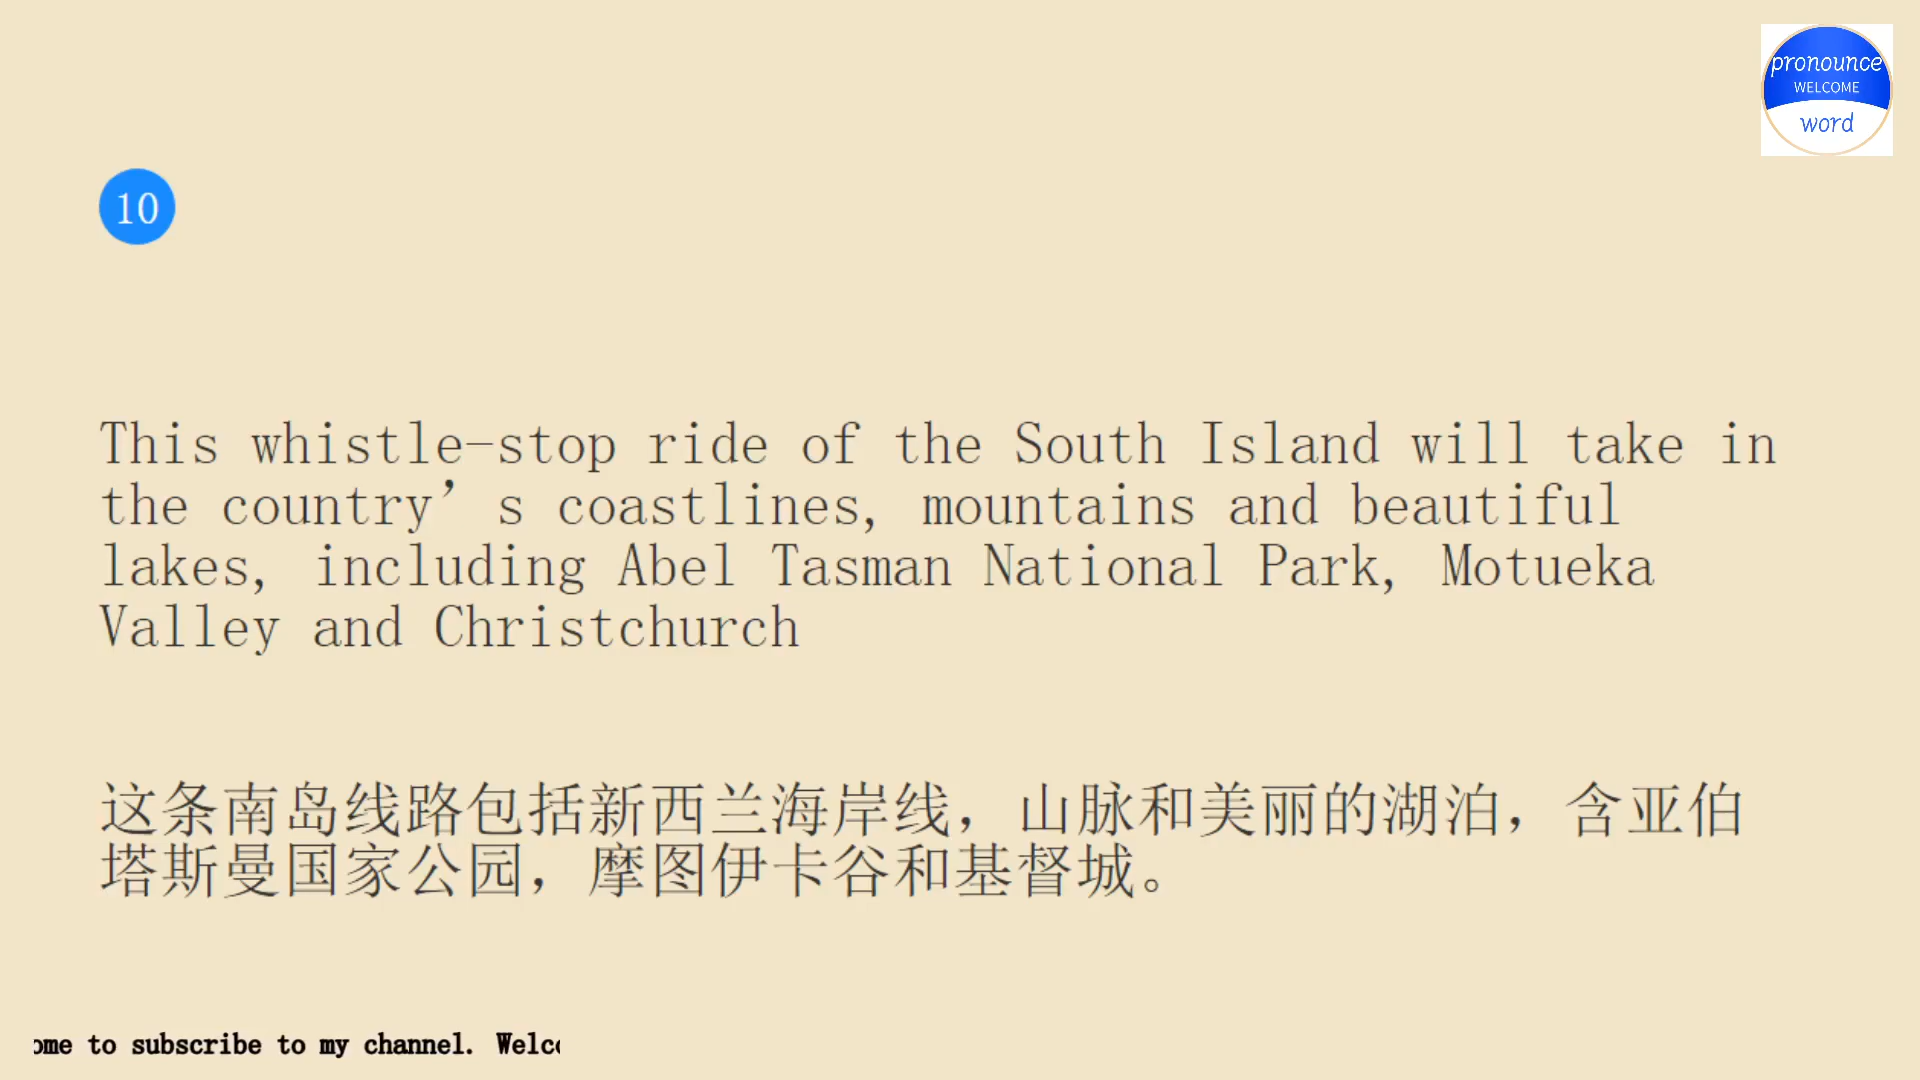 pronounce
WELCOME
word
10
This whistle-stop ride of the South Island will take in
the country’s coastlines, mountains and beautiful
lakes, including Abel Tasman National Park, Motueka
Valley and Christchurch
这条南岛线路包括新西兰海岸线，山脉和美丽的湖泊，含亚伯
塔斯曼国家公园，摩图伊卡谷和基督城。
ome to subscribe to my channel. Welco